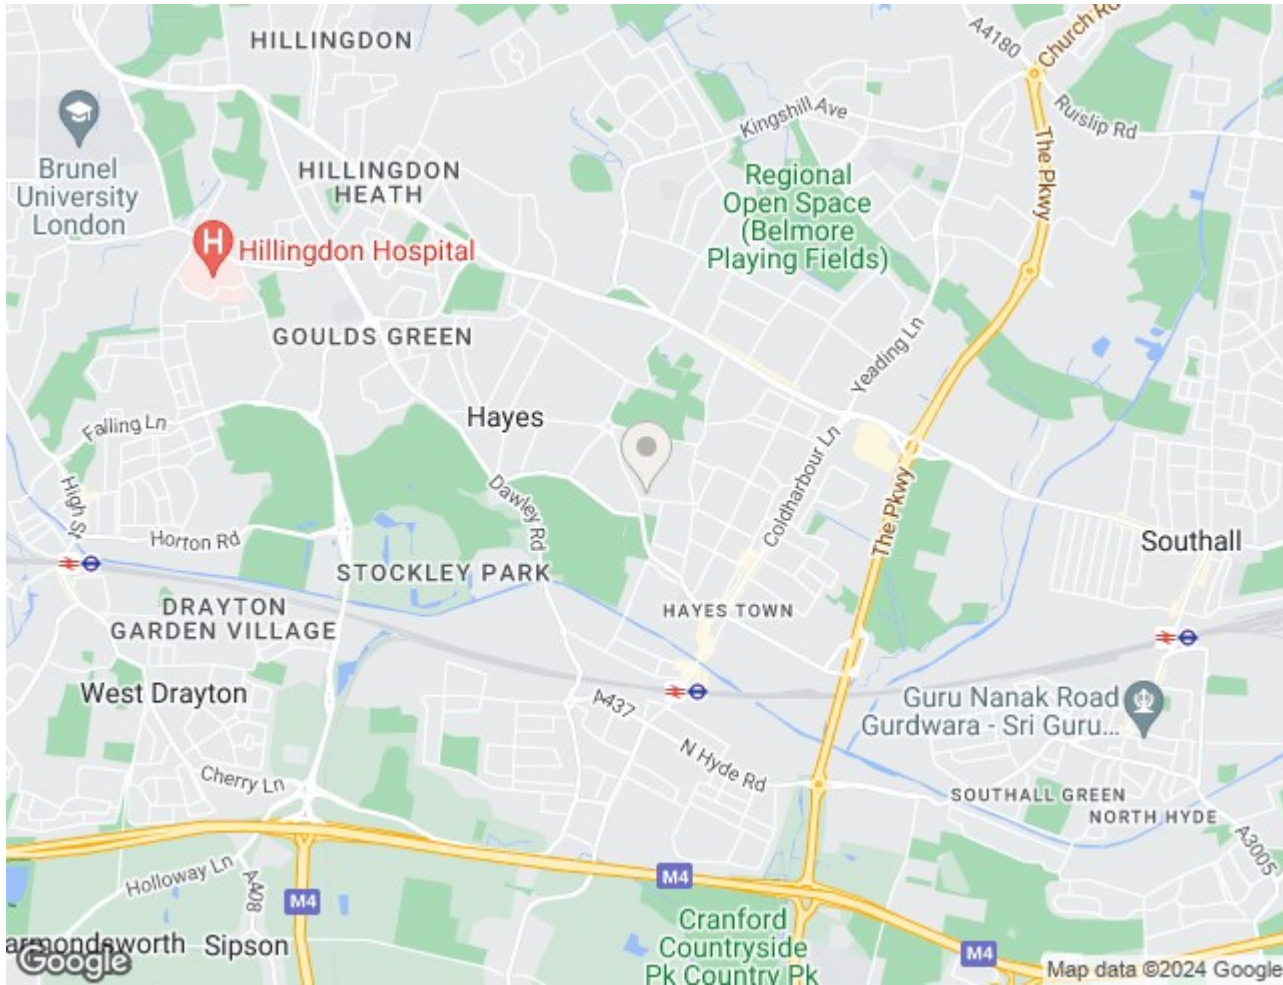 HILLINGDON
A4180
Church Rd
Kingshill Ave
Ruislip Rd
The Pkwy
Brunel
University
London
HILLINGDON
HEATH
Regional
Open Space
(Belmore
Playing Fields)
H
Hillingdon Hospital
GOULDS GREEN
Yeading Ln
Falling Ln
Hayes
Coldharbour Ln
High St
Dawley Rd
The Pkwy
Horton Rd
Southall
STOCKLEY PARK
DRAYTON
GARDEN VILLAGE
HAYES TOWN
West Drayton
A437
Guru Nanak Road
Gurdwara - Sri Guru...
N Hyde Rd
Cherry Ln
SOUTHALL GREEN
NORTH HYDE
A3005
Holloway Ln
A408
M4
M4
armondsworth
Sipson
Cranford
Countryside
Pk Country Pk
M4
Google
Map data ©2024 Google